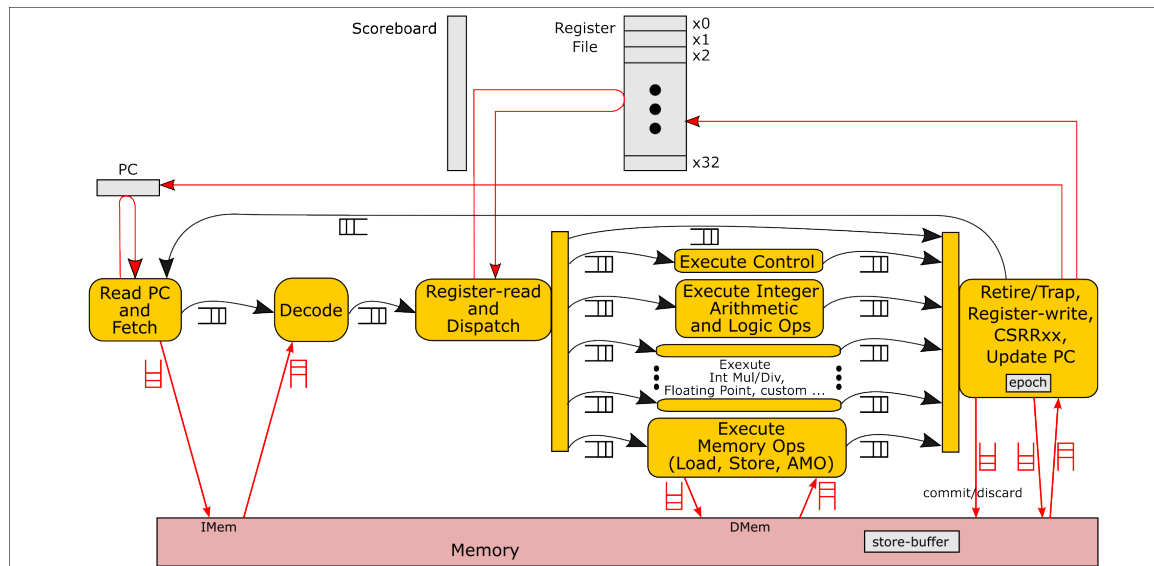 Scoreboard
Register
File
x0
x1
x2
x32
PC
Read PC
and
Fetch
Decode
Register-read
and
Dispatch
Execute Control
Execute Integer
Arithmetic
and Logic Ops
Exexute
Int Mul/Div,
Floating Point, custom ...
Execute
Memory Ops
(Load, Store, AMO)
Retire/Trap,
Register-write,
CSRRxx,
Update PC
epoch
commit/discard
IMem
DMem
Memory
store-buffer